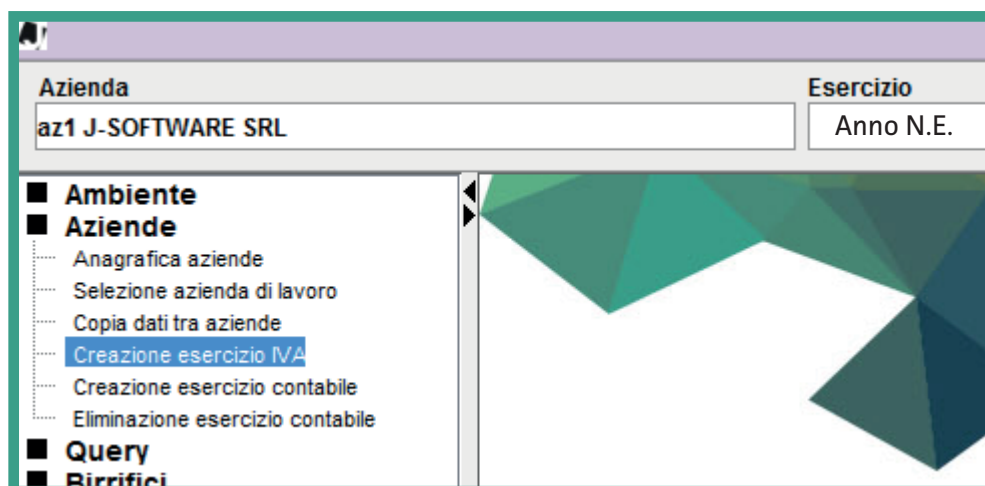 Azienda
Esercizio
az1 J-SOFTWARE SRL
Anno N.E.
Ambiente
Aziende
Anagrafica aziende
Selezione azienda di lavoro
Copia dati tra aziende
Creazione esercizio IVA
Creazione esercizio contabile
Eliminazione esercizio contabile
Query
Birrifici